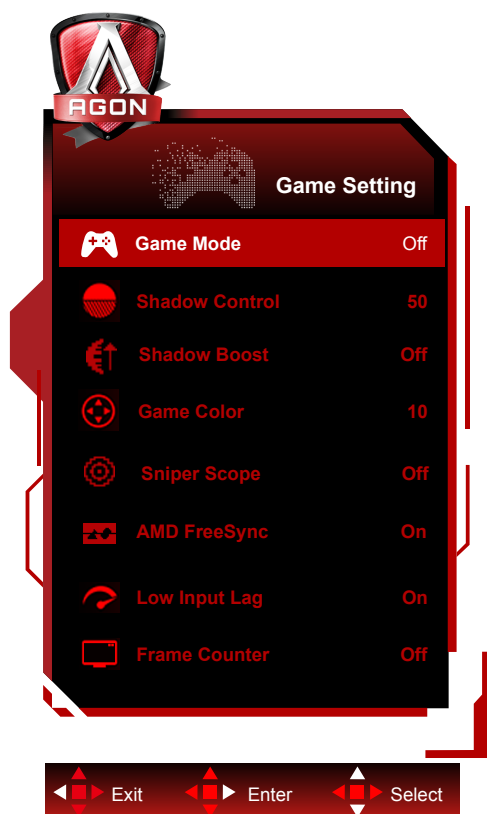 AGON
Game Setting
Game Mode Off
Shadow Control 50
Shadow Boost Off
Game Color 10
Sniper Scope Off
AMD FreeSync On
Low Input Lag On
Frame Counter Off
Exit Enter Select